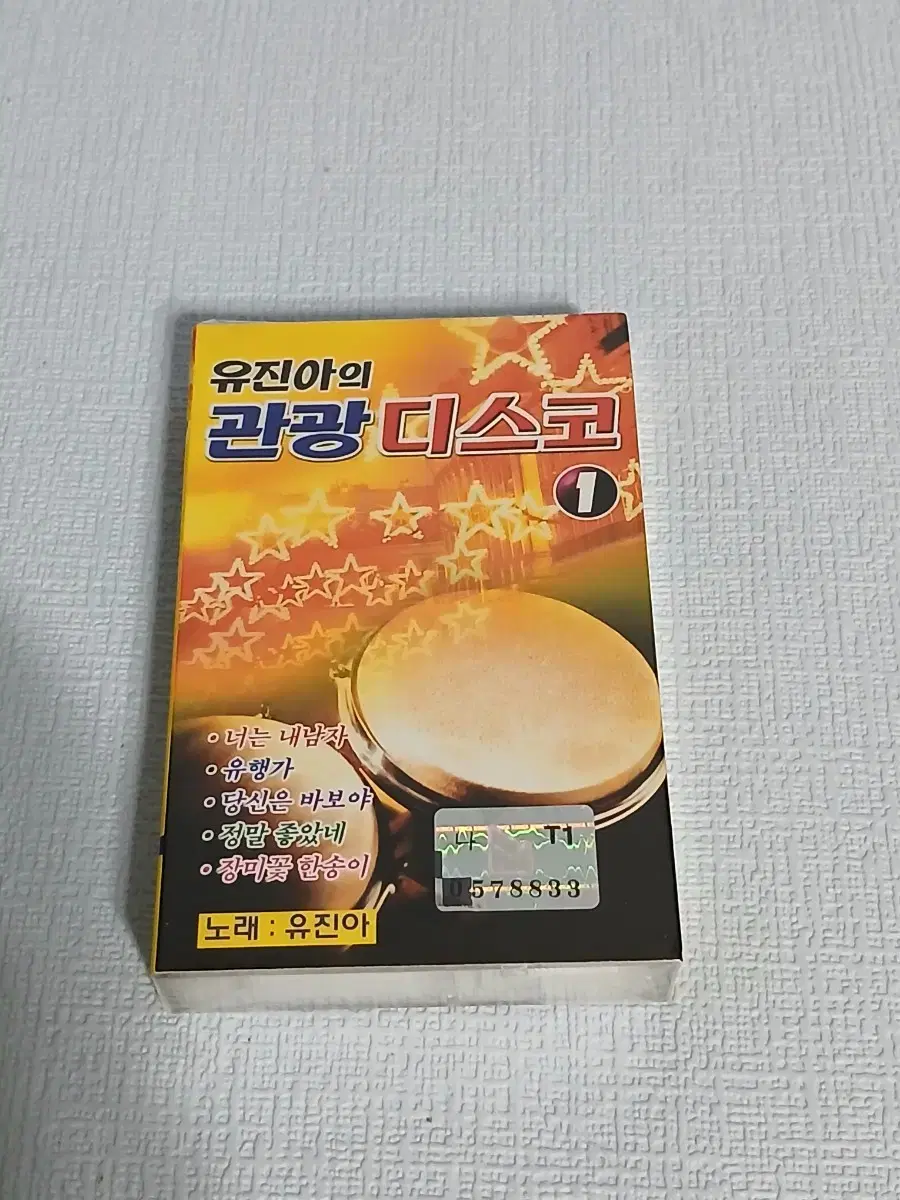 유진아의
관광 디스코
1
• 너는 내남자
• 유행가
• 당신은 바보야
• 정말 좋았네
• 장미꽃 한송이
나 T1
0578833
노래 : 유진아